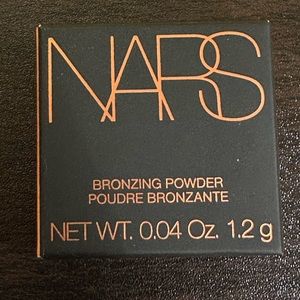 NARS
BRONZING POWDER
POUDRE BRONZANTE
NET WT. 0.04 Oz. 1.2 g